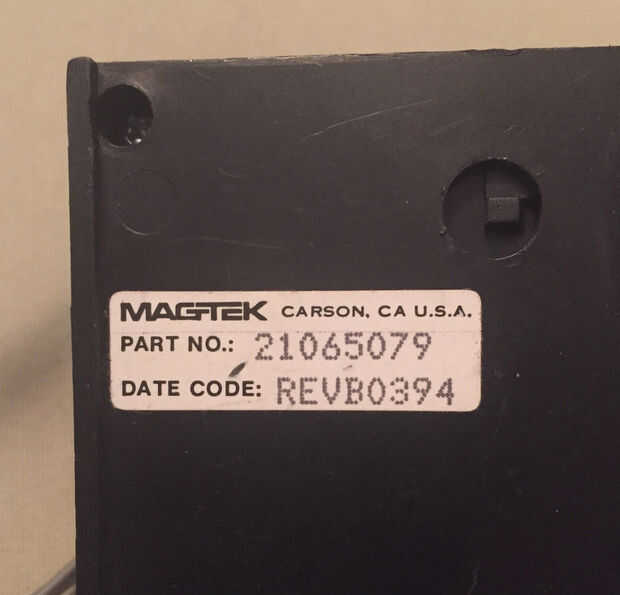 MAGTEK CARSON, CA U.S.A.
PART NO.: 21065079
DATE CODE: REVB0394